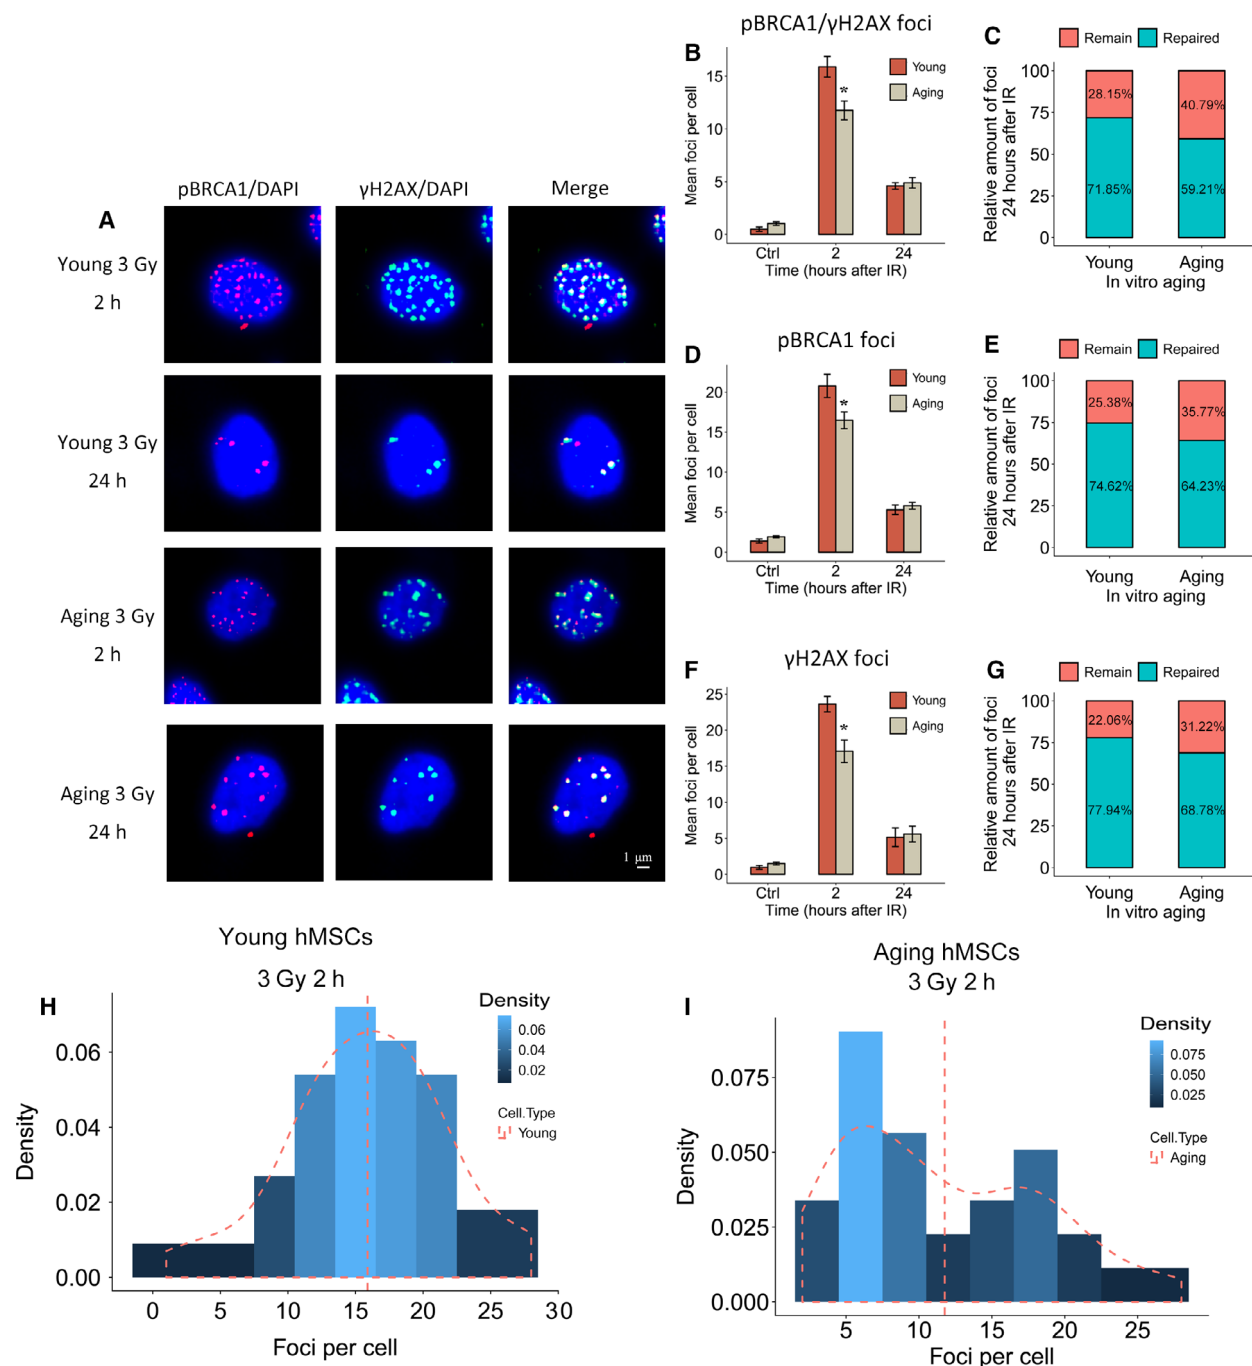 A
pBRCA1/DAPI
γH2AX/DAPI
Merge
Young 3 Gy
2 h
Young 3 Gy
24 h
Aging 3 Gy
2 h
Aging 3 Gy
24 h
1 μm
B
pBRCA1/γH2AX foci
Mean foci per cell
15
10
5
0
*
Young
Aging
Ctrl
2
24
Time (hours after IR)
C
Remain
Repaired
Relative amount of foci
24 hours after IR
100
75
50
25
0
28.15%
71.85%
40.79%
59.21%
Young
Aging
In vitro aging
D
pBRCA1 foci
Mean foci per cell
20
15
10
5
0
*
Young
Aging
Ctrl
2
24
Time (hours after IR)
E
Remain
Repaired
Relative amount of foci
24 hours after IR
100
75
50
25
0
25.38%
74.62%
35.77%
64.23%
Young
Aging
In vitro aging
F
γH2AX foci
Mean foci per cell
25
20
15
10
5
0
*
Young
Aging
Ctrl
2
24
Time (hours after IR)
G
Remain
Repaired
Relative amount of foci
24 hours after IR
100
75
50
25
0
22.06%
77.94%
31.22%
68.78%
Young
Aging
In vitro aging
H
Young hMSCs
3 Gy 2 h
Density
0.06
0.04
0.02
0.00
Density
0.06
0.04
0.02
Cell.Type
Young
0
5
10
15
20
25
30
Foci per cell
I
Aging hMSCs
3 Gy 2 h
Density
0.075
0.050
0.025
0.000
Density
0.075
0.050
0.025
Cell.Type
Aging
5
10
15
20
25
Foci per cell